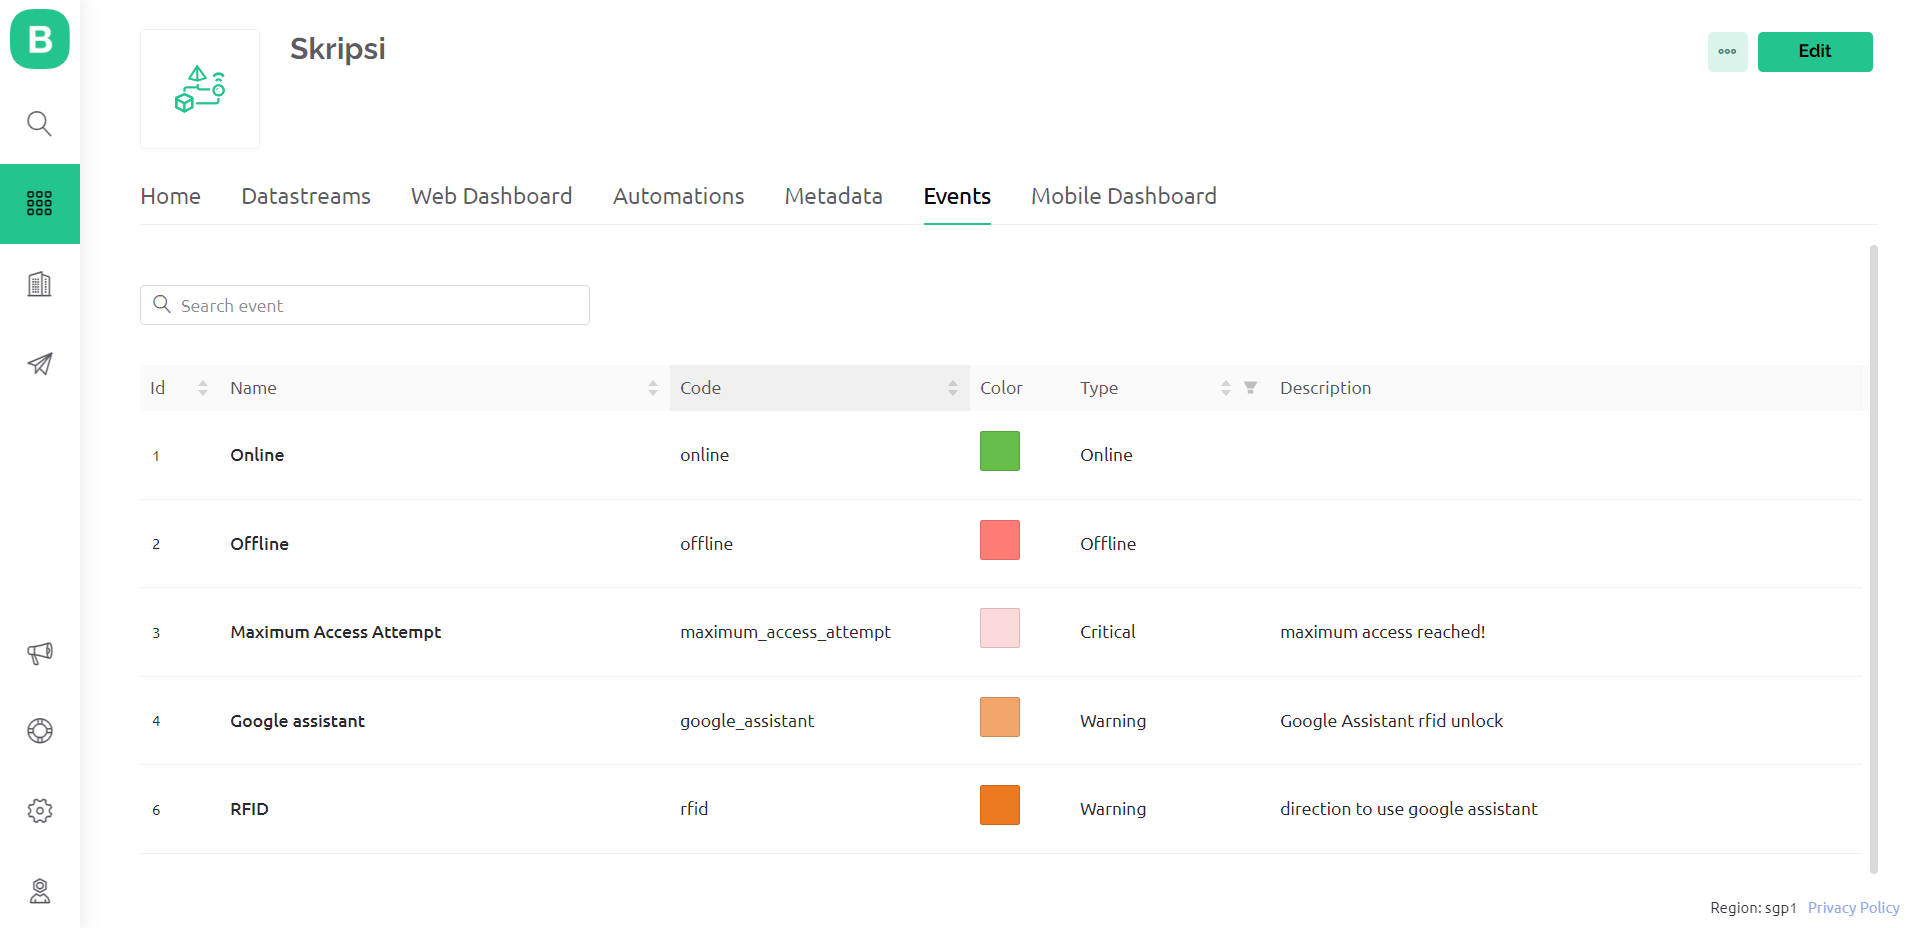 B
Skripsi
Edit
Home Datastreams Web Dashboard Automations Metadata Events Mobile Dashboard
Search event
Id Name Code Color Type Description
1 Online online Online
2 Offline offline Offline
3 Maximum Access Attempt maximum_access_attempt Critical maximum access reached!
4 Google assistant google_assistant Warning Google Assistant rfid unlock
6 RFID rfid Warning direction to use google assistant
Region: sgp1 Privacy Policy